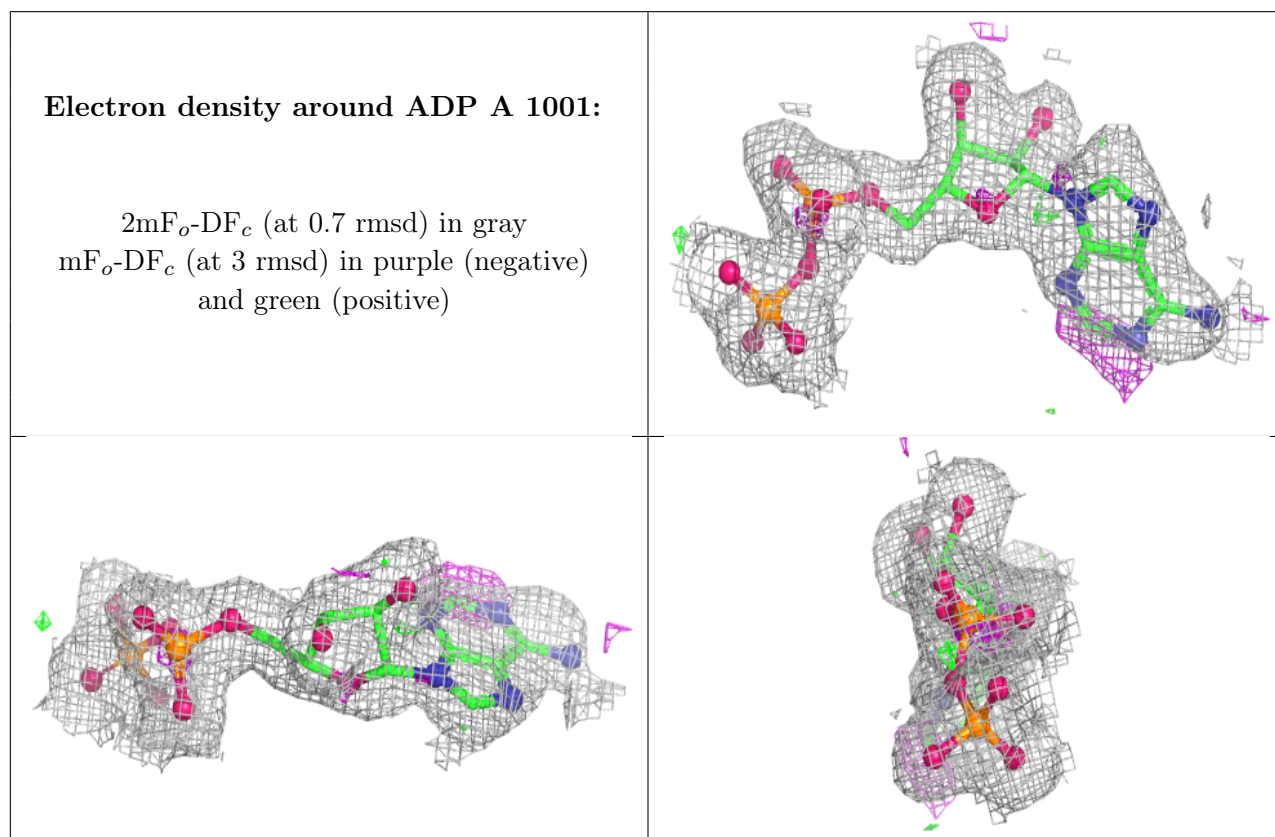 Electron density around ADP A 1001:
2mFo-DFc (at 0.7 rmsd) in gray
mFo-DFc (at 3 rmsd) in purple (negative)
and green (positive)